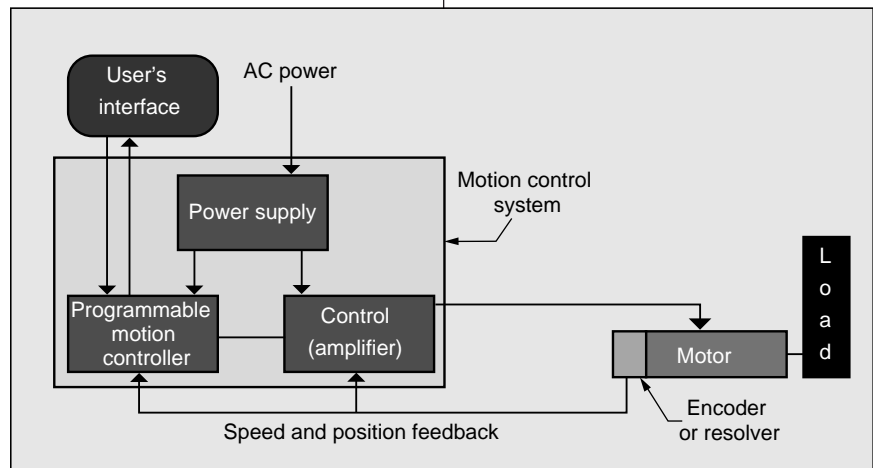 User's
interface
AC power
Power supply
Motion control
system
Programmable
motion
controller
Control
(amplifier)
Motor
L
o
a
d
Encoder
or resolver
Speed and position feedback